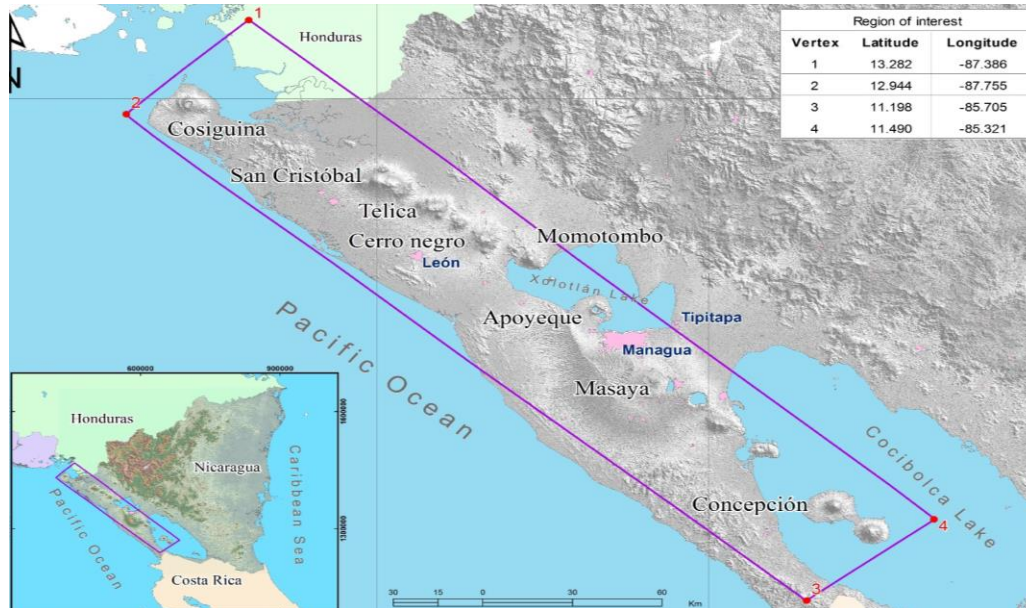 1
Honduras
N
2
Cosiguina
San Cristóbal
Telica
Cerro negro
León
Momotombo
Xolotlán Lake
Apoyeque
Tipitapa
Managua
Masaya
Pacific Ocean
Cocibolca Lake
Concepción
4
3
30 15 0 30 60
Km
Region of interest
Vertex Latitude Longitude
1 13.282 -87.386
2 12.944 -87.755
3 11.198 -85.705
4 11.490 -85.321
600000 900000
Honduras
Nicaragua
Caribbean Sea
Pacific Ocean
Costa Rica
1300000